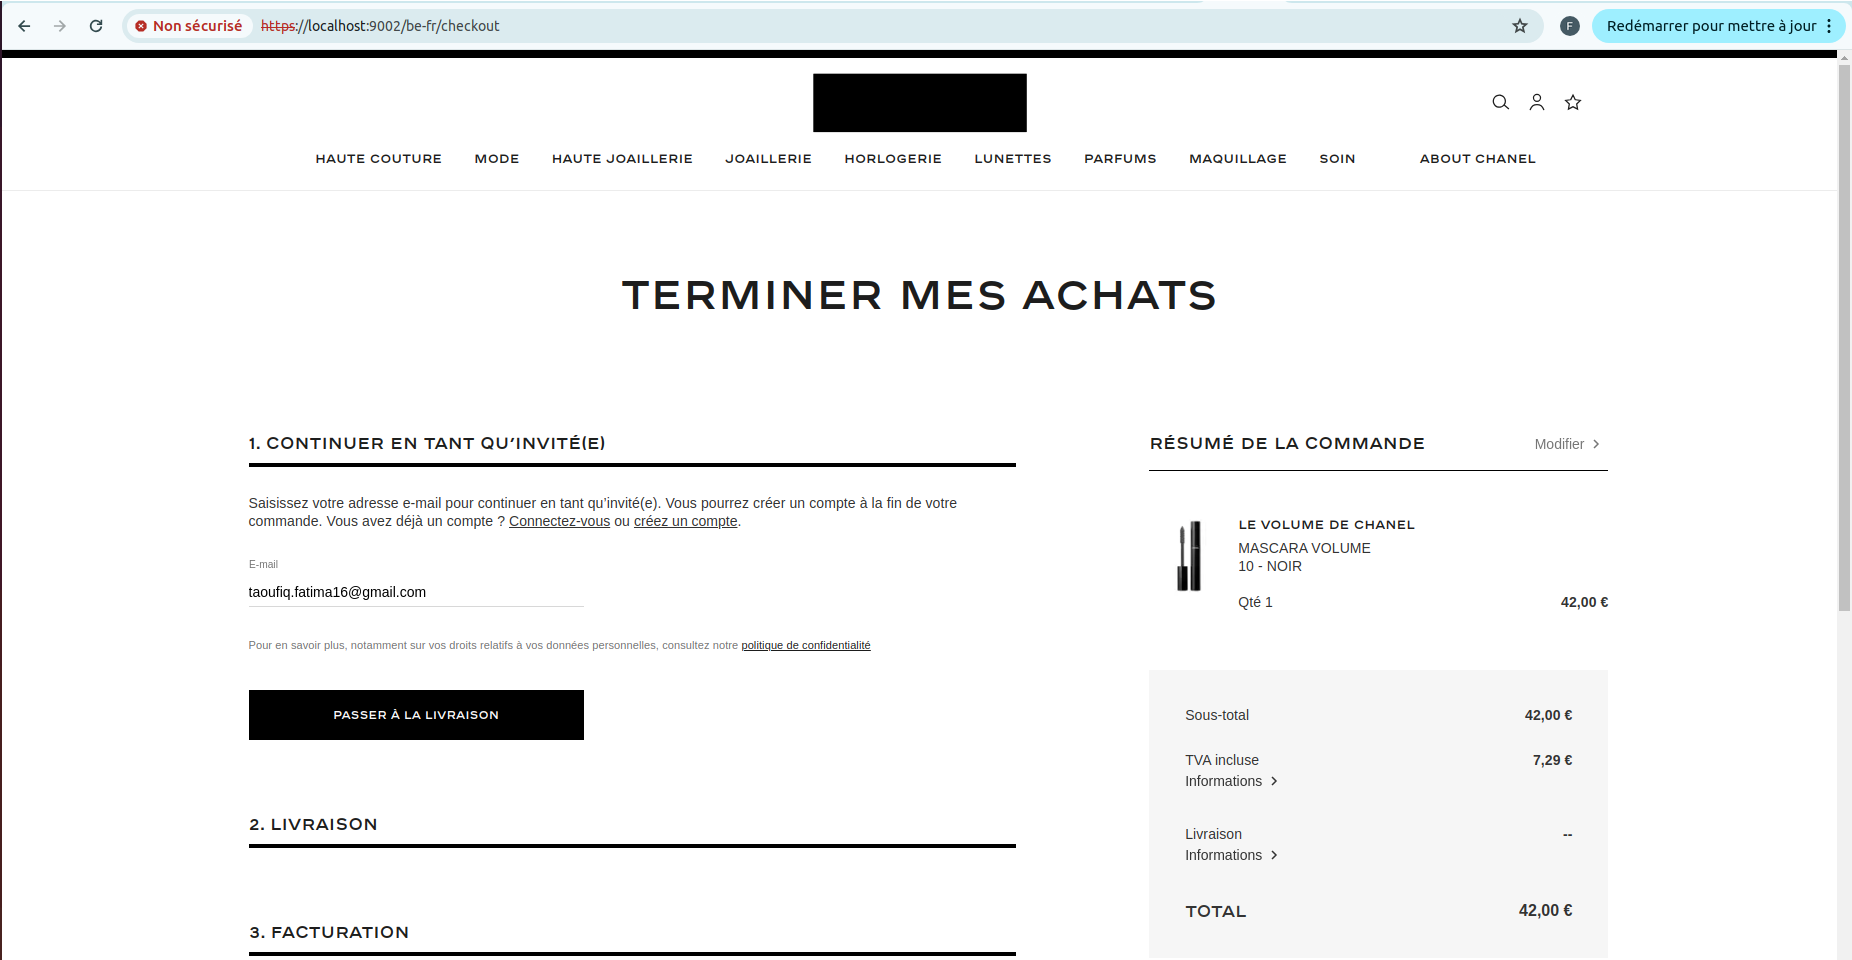 Non sécurisé https://localhost:9002/be-fr/checkout F Redémarrer pour mettre à jour
HAUTE COUTURE MODE HAUTE JOAILLERIE JOAILLERIE HORLOGERIE LUNETTES PARFUMS MAQUILLAGE SOIN ABOUT CHANEL
TERMINER MES ACHATS
1. CONTINUER EN TANT QU'INVITÉ(E)
Saisissez votre adresse e-mail pour continuer en tant qu'invité(e). Vous pourrez créer un compte à la fin de votre
commande. Vous avez déjà un compte ? Connectez-vous ou créez un compte.
E-mail
taoufiq.fatima16@gmail.com
Pour en savoir plus, notamment sur vos droits relatifs à vos données personnelles, consultez notre politique de confidentialité
PASSER À LA LIVRAISON
2. LIVRAISON
3. FACTURATION
RÉSUMÉ DE LA COMMANDE Modifier
LE VOLUME DE CHANEL
MASCARA VOLUME
10 - NOIR
Qté 1 42,00 €
Sous-total 42,00 €
TVA incluse 7,29 €
Informations
Livraison --
Informations
TOTAL 42,00 €